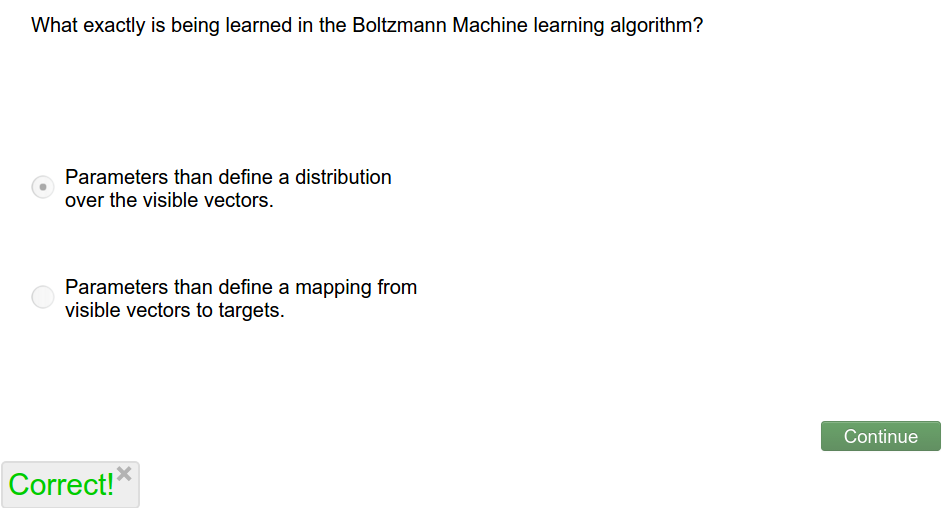 What exactly is being learned in the Boltzmann Machine learning algorithm?
Parameters than define a distribution
over the visible vectors.
Parameters than define a mapping from
visible vectors to targets.
Continue
Correct!